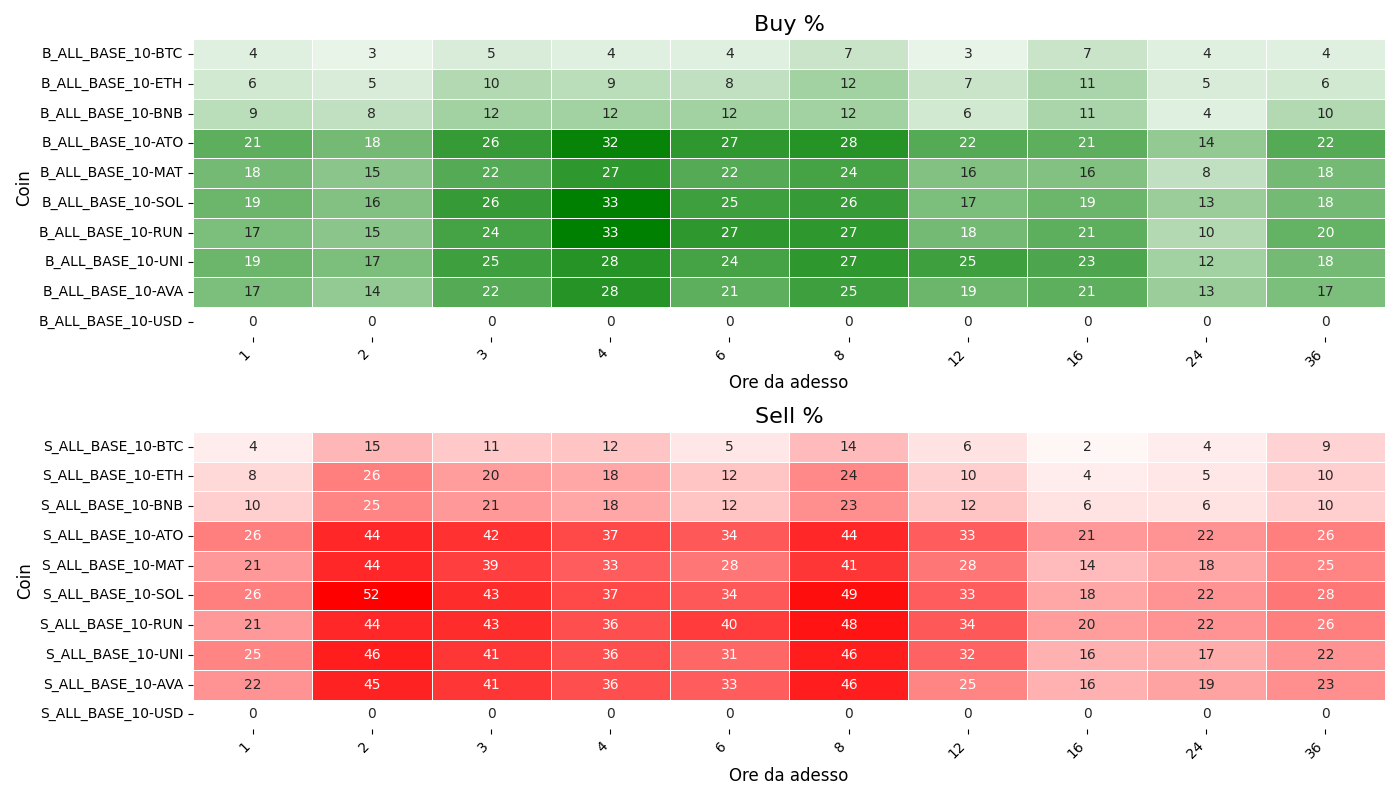 Buy %
Coin
B_ALL_BASE_10-BTC 4 3 5 4 4 7 3 7 4 4
B_ALL_BASE_10-ETH 6 5 10 9 8 12 7 11 5 6
B_ALL_BASE_10-BNB 9 8 12 12 12 12 6 11 4 10
B_ALL_BASE_10-ATO 21 18 26 32 27 28 22 21 14 22
B_ALL_BASE_10-MAT 18 15 22 27 22 24 16 16 8 18
B_ALL_BASE_10-SOL 19 16 26 33 25 26 17 19 13 18
B_ALL_BASE_10-RUN 17 15 24 33 27 27 18 21 10 20
B_ALL_BASE_10-UNI 19 17 25 28 24 27 25 23 12 18
B_ALL_BASE_10-AVA 17 14 22 28 21 25 19 21 13 17
B_ALL_BASE_10-USD 0 0 0 0 0 0 0 0 0 0
1 2 3 4 6 8 12 16 24 36
Ore da adesso
Sell %
Coin
S_ALL_BASE_10-BTC 4 15 11 12 5 14 6 2 4 9
S_ALL_BASE_10-ETH 8 26 20 18 12 24 10 4 5 10
S_ALL_BASE_10-BNB 10 25 21 18 12 23 12 6 6 10
S_ALL_BASE_10-ATO 26 44 42 37 34 44 33 21 22 26
S_ALL_BASE_10-MAT 21 44 39 33 28 41 28 14 18 25
S_ALL_BASE_10-SOL 26 52 43 37 34 49 33 18 22 28
S_ALL_BASE_10-RUN 21 44 43 36 40 48 34 20 22 26
S_ALL_BASE_10-UNI 25 46 41 36 31 46 32 16 17 22
S_ALL_BASE_10-AVA 22 45 41 36 33 46 25 16 19 23
S_ALL_BASE_10-USD 0 0 0 0 0 0 0 0 0 0
1 2 3 4 6 8 12 16 24 36
Ore da adesso